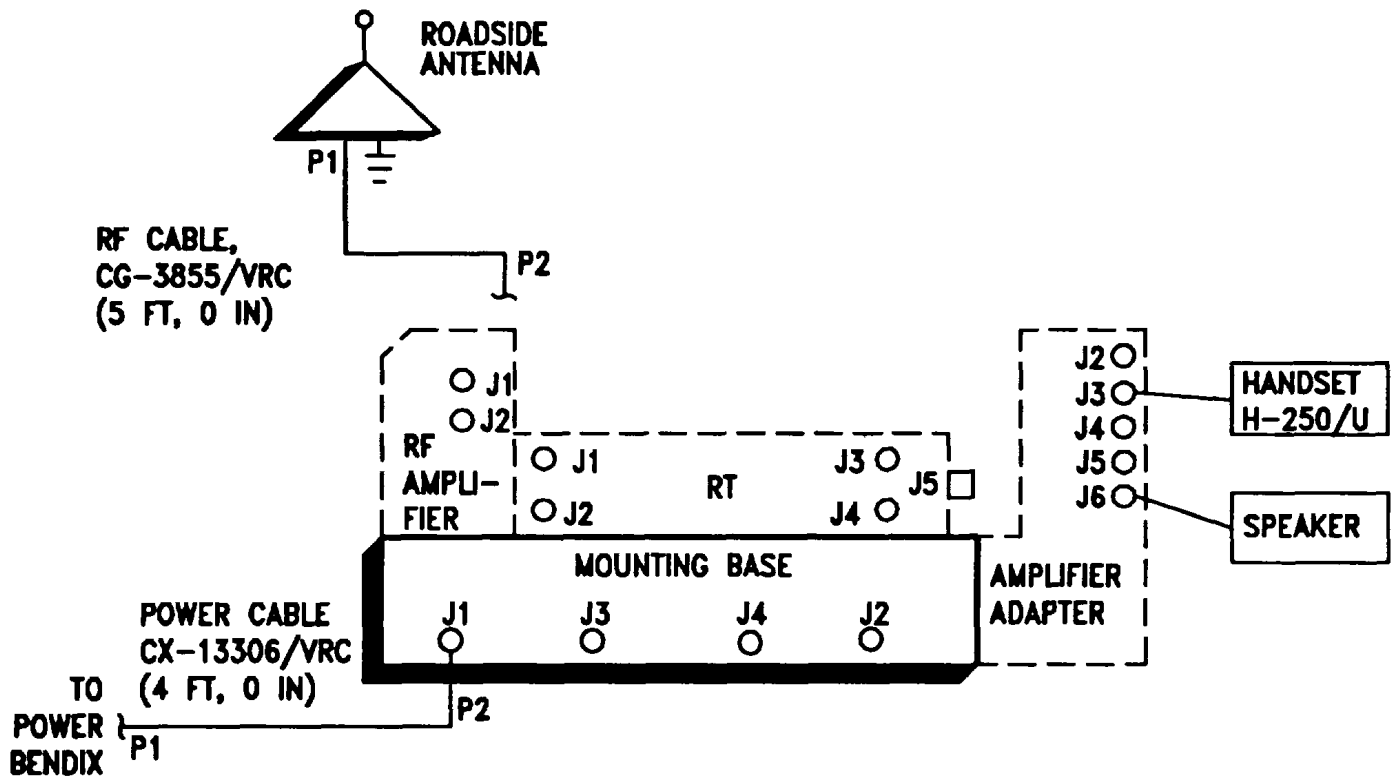 ROADSIDE
ANTENNA
P1
RF CABLE,
CG-3855/VRC
(5 FT, 0 IN)
P2
J1
J2
RF
AMPLI-
FIER
J1
J2
RT
J3
J4
J5
J2
J3
J4
J5
J6
HANDSET
H-250/U
SPEAKER
MOUNTING BASE
J1
J3
J4
J2
AMPLIFIER
ADAPTER
POWER CABLE
CX-13306/VRC
(4 FT, 0 IN)
TO
POWER
BENDIX
P1
P2